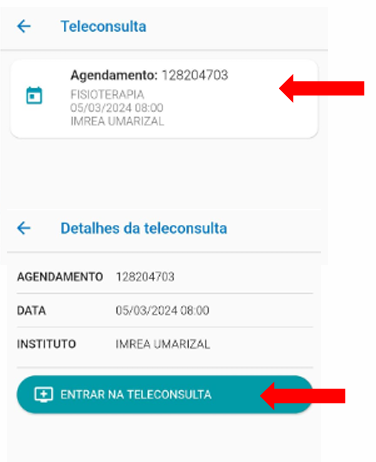 Teleconsulta
Agendamento: 128204703
FISIOTERAPIA
05/03/2024 08:00
IMREA UMARIZAL
Detalhes da teleconsulta
AGENDAMENTO 128204703
DATA 05/03/2024 08:00
INSTITUTO IMREA UMARIZAL
ENTRAR NA TELECONSULTA